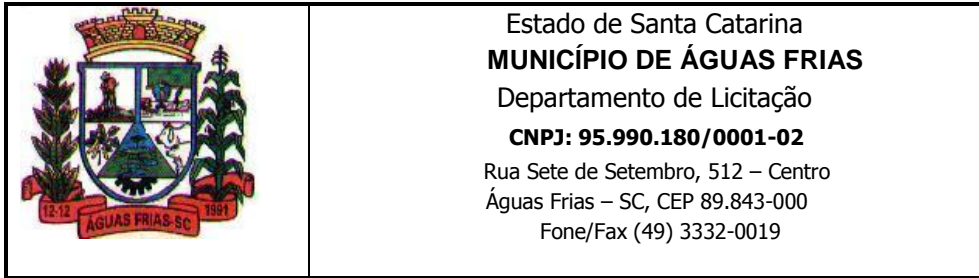 12-12
ÁGUAS FRIAS-SC
1991
Estado de Santa Catarina
MUNICÍPIO DE ÁGUAS FRIAS
Departamento de Licitação
CNPJ: 95.990.180/0001-02
Rua Sete de Setembro, 512 – Centro
Águas Frias – SC, CEP 89.843-000
Fone/Fax (49) 3332-0019